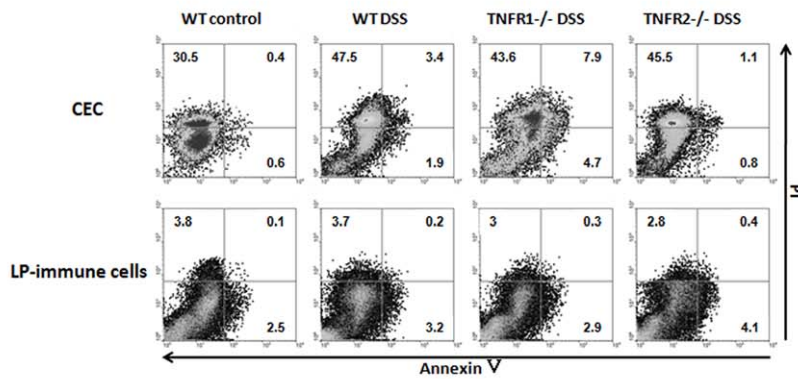 WT control WT DSS TNFR1-/- DSS TNFR2-/- DSS
30.5 0.4 47.5 3.4 43.6 7.9 45.5 1.1
CEC
0.6 1.9 4.7 0.8
PI
3.8 0.1 3.7 0.2 3 0.3 2.8 0.4
LP-immune cells
2.5 3.2 2.9 4.1
Annexin V